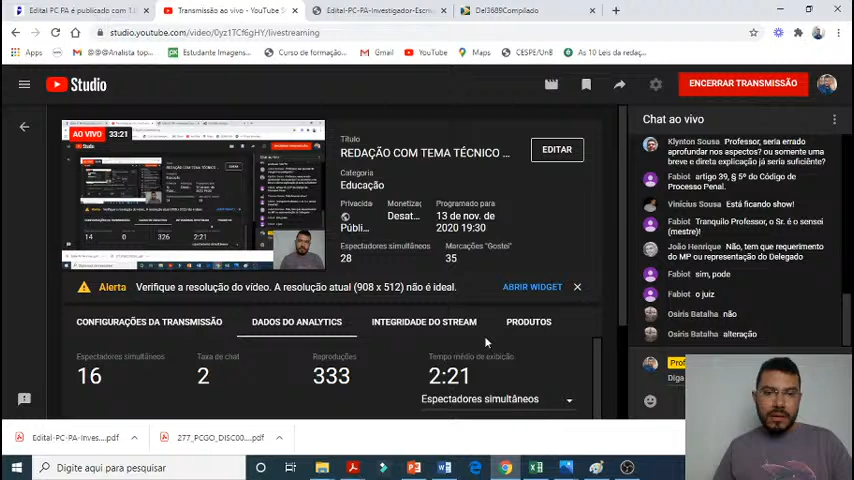 Edital PC PA é publicado com 1.
Transmissão ao vivo - YouTube S
Edital-PC-PA-Investigador-Escri
Del3689Compilado
studio.youtube.com/video/0yz1TCf6gHY/livestreaming
Apps
@@@Analista top...
Estudante Imagens...
Curso de formação...
Gmail
YouTube
Maps
CESPE/UnB
As 10 Leis da redaç...
Studio
ENCERRAR TRANSMISSÃO
AO VIVO 33:21
Título
REDAÇÃO COM TEMA TÉCNICO ...
EDITAR
Categoria
Educação
Privacida
Monetizaç
Programado para
Públi...
Desat...
13 de nov. de
2020 19:30
Espectadores simultâneos
Marcações "Gostei"
28
35
Alerta Verifique a resolução do vídeo. A resolução atual (908 x 512) não é ideal.
ABRIR WIDGET
CONFIGURAÇÕES DA TRANSMISSÃO
DADOS DO ANALYTICS
INTEGRIDADE DO STREAM
PRODUTOS
Espectadores simultâneos
Taxa de chat
Reproduções
Tempo médio de exibição
16
2
333
2:21
Espectadores simultâneos
Chat ao vivo
Klynton Sousa Professor, seria errado
aprofundar nos aspectos? ou somente uma
breve e direta explicação já seria suficiente?
Fabiot artigo 39, § 5º do Código de
Processo Penal.
Vinicius Sousa Está ficando show!
Fabiot Tranquilo Professor, o Sr. é o sensei
(mestre)!
João Henrique Não, tem que requerimento
do MP ou representação do Delegado
Fabiot sim, pode
Fabiot o juiz
Osiris Batalha não
Osiris Batalha alteração
Prof
Diga
Edital-PC-PA-Inves....pdf
277_PCGO_DISC00....pdf
Digite aqui para pesquisar